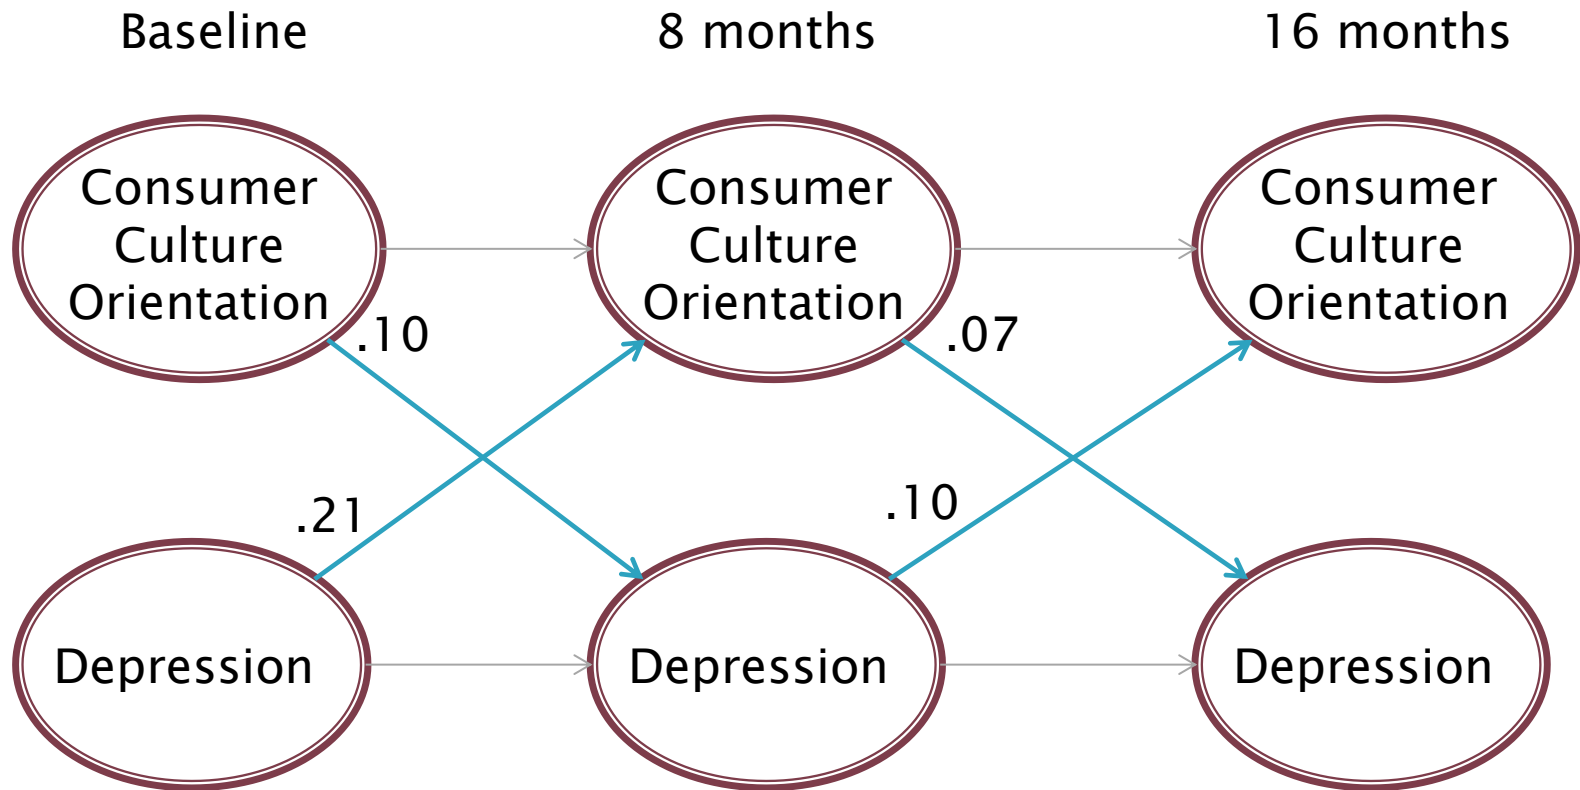 Baseline 8 months 16 months
Consumer
Culture
Orientation
Consumer
Culture
Orientation
Consumer
Culture
Orientation
.10
.07
.21
.10
Depression
Depression
Depression